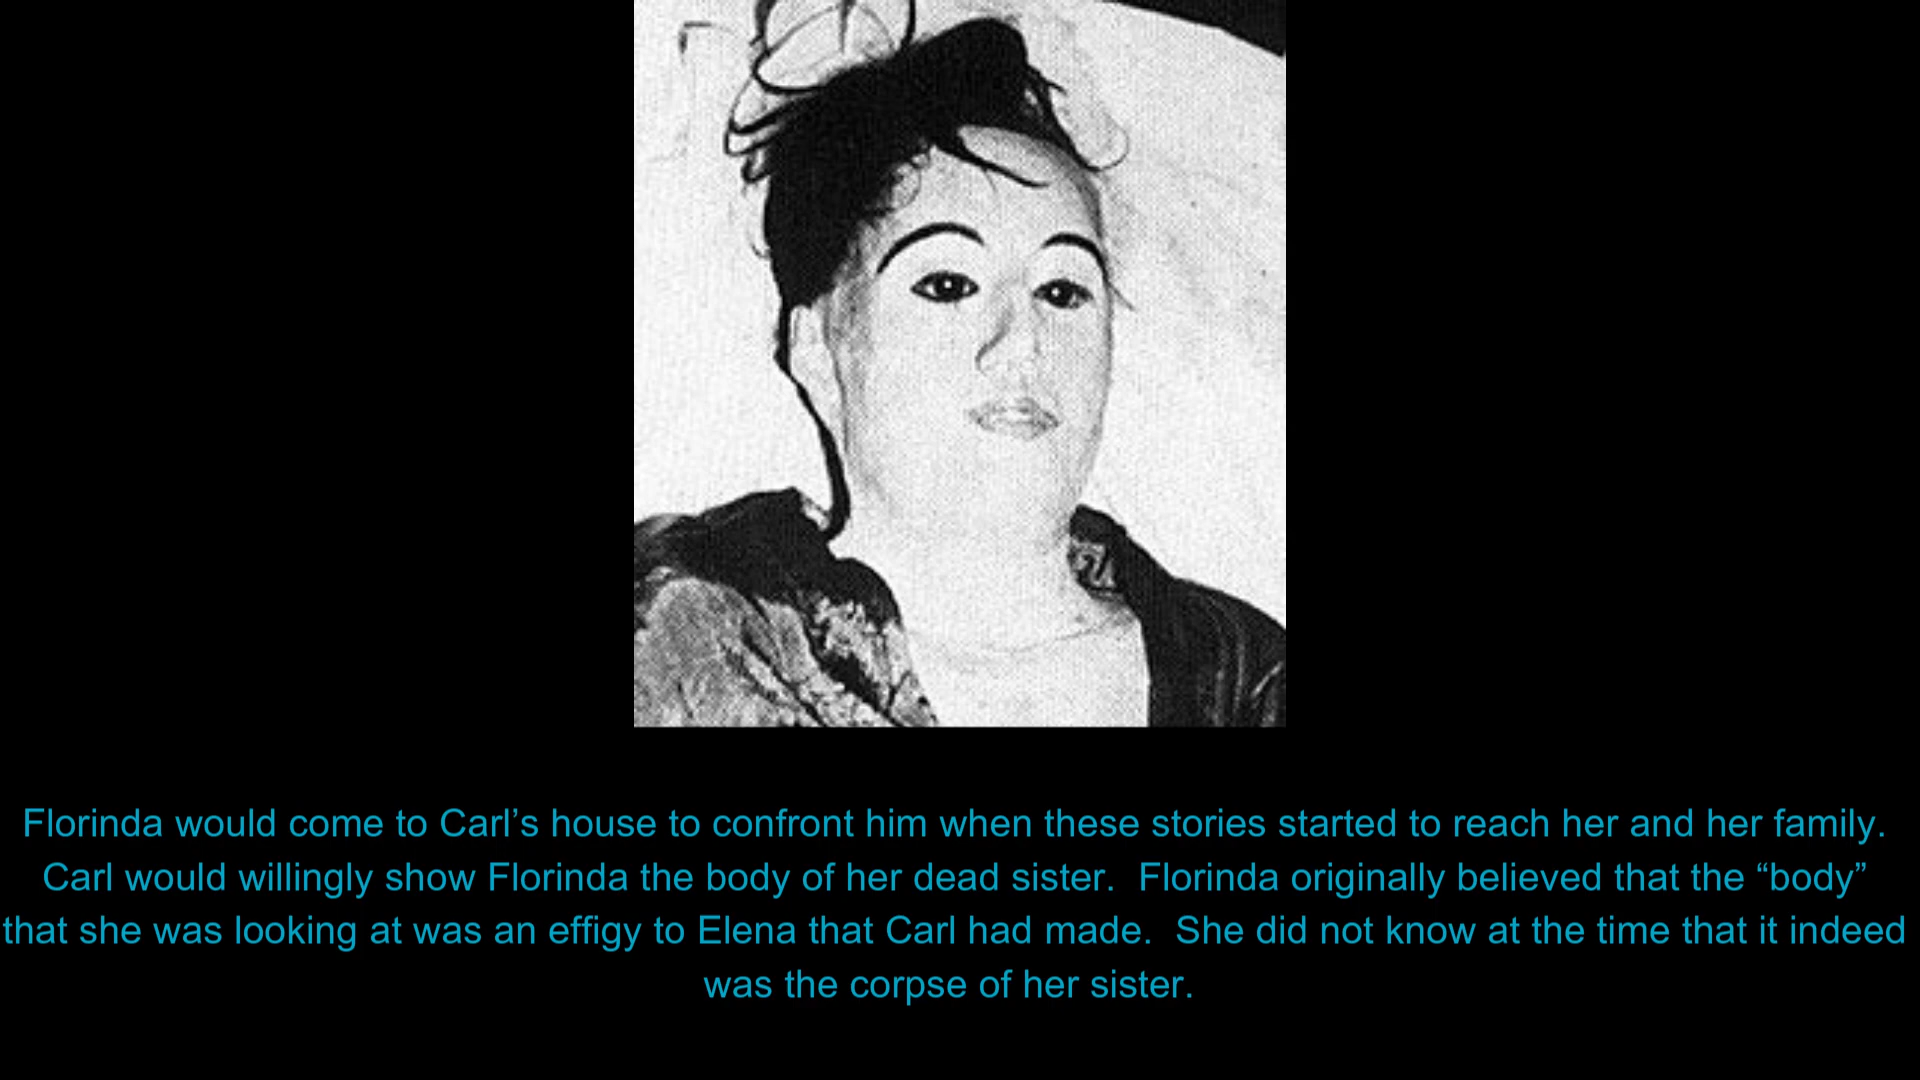 Florinda would come to Carl’s house to confront him when these stories started to reach her and her family.
Carl would willingly show Florinda the body of her dead sister.  Florinda originally believed that the “body”
that she was looking at was an effigy to Elena that Carl had made.  She did not know at the time that it indeed
was the corpse of her sister.